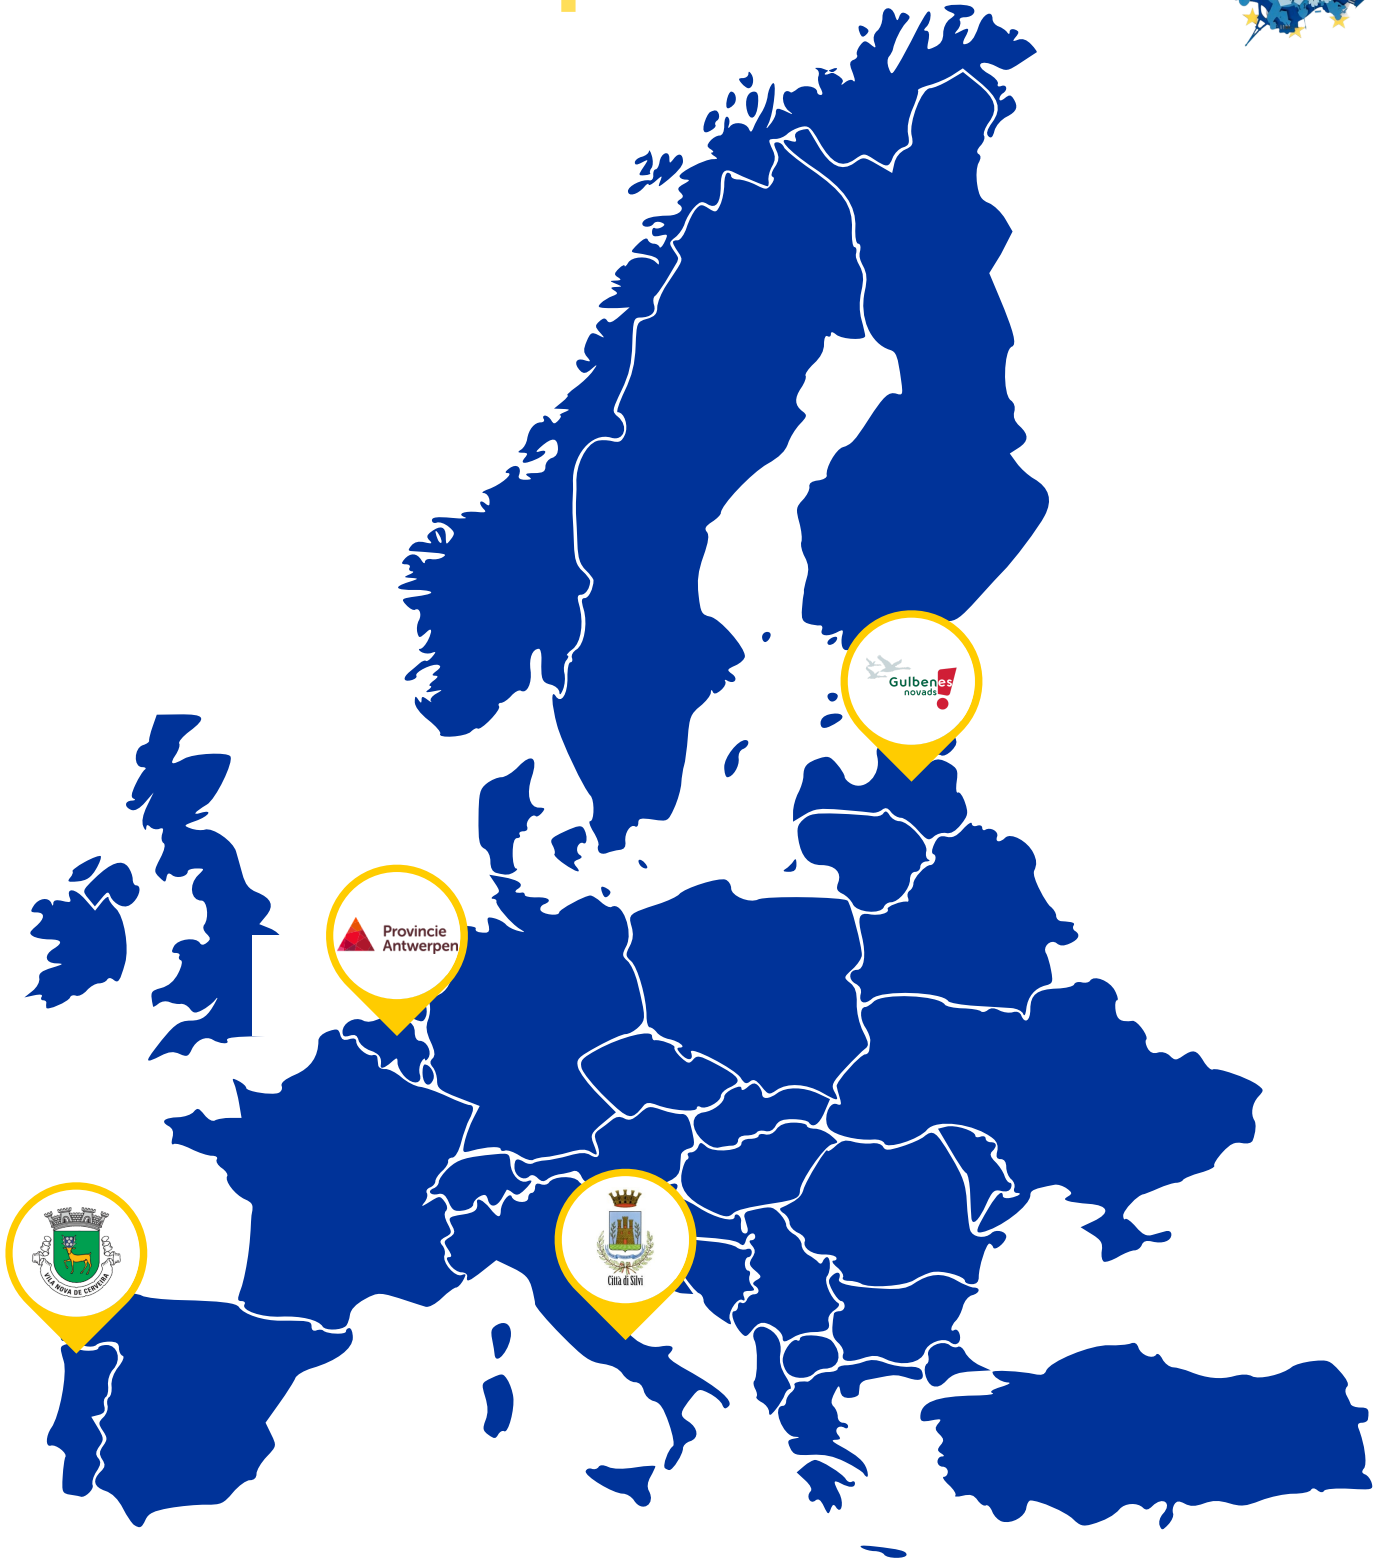 Gulbenes
novads
Provincie
Antwerpen
VILA NOVA DE CERVEIRA
Città di Silvi